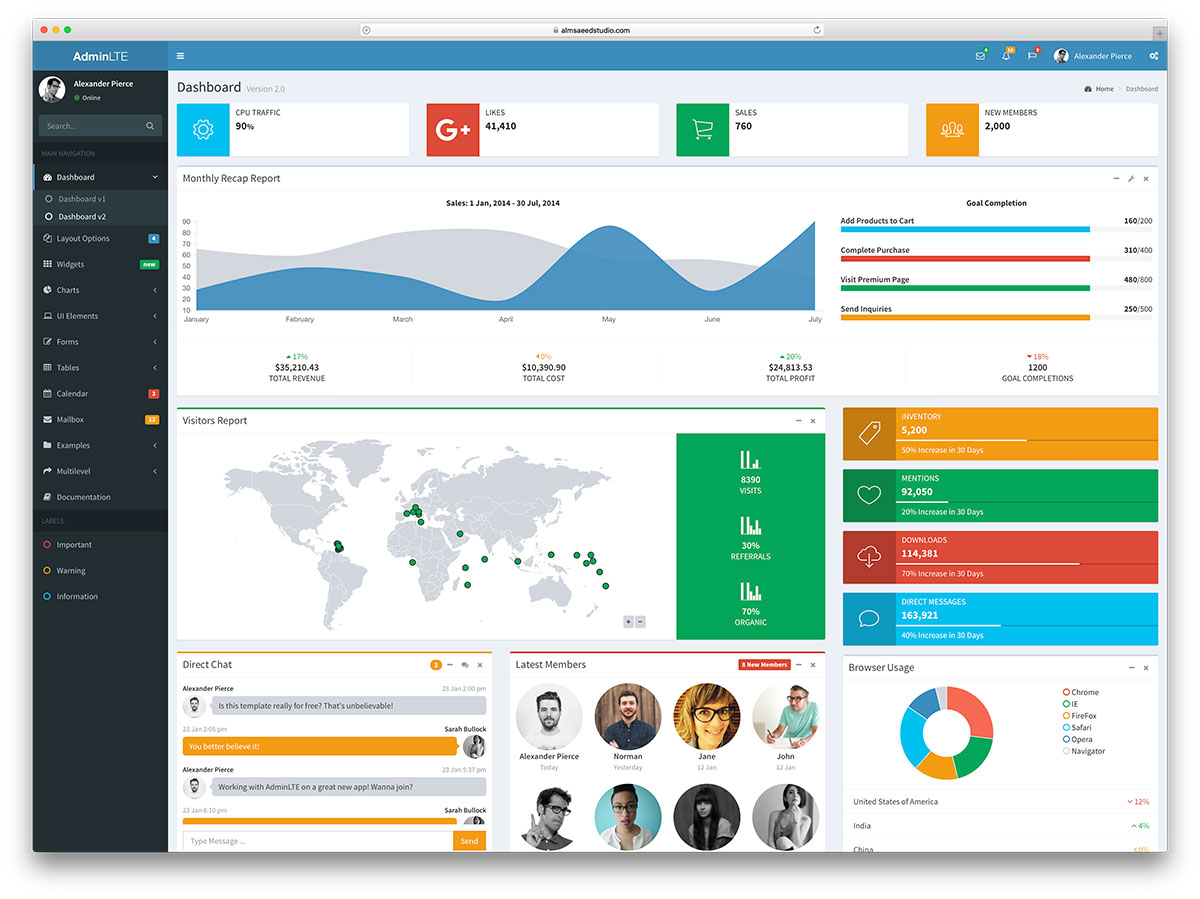 almsaeedstudio.com
AdminLTE
4
10
9
Alexander Pierce
Alexander Pierce
Online
Search...
MAIN NAVIGATION
Dashboard
Dashboard v1
Dashboard v2
Layout Options 4
Widgets new
Charts
UI Elements
Forms
Tables
Calendar 3
Mailbox 12
Examples
Multilevel
Documentation
LABELS
Important
Warning
Information
Dashboard Version 2.0
Home > Dashboard
CPU TRAFFIC
90%
G+
LIKES
41,410
SALES
760
NEW MEMBERS
2,000
Monthly Recap Report
Sales: 1 Jan, 2014 - 30 Jul, 2014
90
80
70
60
50
40
30
20
10
January February March April May June July
Goal Completion
Add Products to Cart 160/200
Complete Purchase 310/400
Visit Premium Page 480/800
Send Inquiries 250/500
17%
$35,210.43
TOTAL REVENUE
0%
$10,390.90
TOTAL COST
20%
$24,813.53
TOTAL PROFIT
18%
1200
GOAL COMPLETIONS
Visitors Report
+ −
8390
VISITS
30%
REFERRALS
70%
ORGANIC
INVENTORY
5,200
50% Increase in 30 Days
MENTIONS
92,050
20% Increase in 30 Days
DOWNLOADS
114,381
70% Increase in 30 Days
DIRECT MESSAGES
163,921
40% Increase in 30 Days
Direct Chat 3
Alexander Pierce 23 Jan 2:00 pm
Is this template really for free? That's unbelievable!
23 Jan 2:05 pm Sarah Bullock
You better believe it!
Alexander Pierce 23 Jan 5:37 pm
Working with AdminLTE on a great new app! Wanna join?
23 Jan 6:10 pm Sarah Bullock
Type Message ... Send
Latest Members 8 New Members
Alexander Pierce
Today
Norman
Yesterday
Jane
12 Jan
John
12 Jan
Browser Usage
Chrome
IE
FireFox
Safari
Opera
Navigator
United States of America 12%
India 4%
China 0%